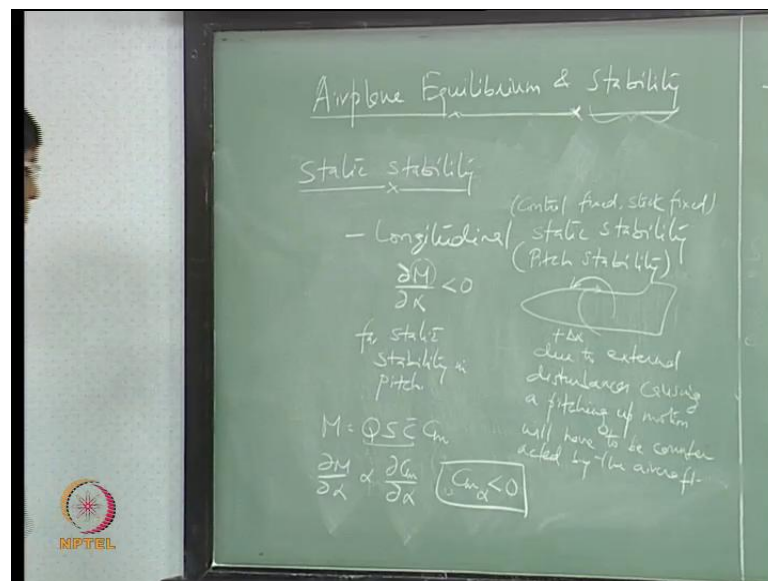 Airplane Equilibrium & Stability
Static stability
(Control fixed, stick fixed)
- Longitudinal static stability
(Pitch stability)
∂M/∂α < 0
for static
stability in
pitch
+Δα
due to external
disturbances causing
a pitching up motion
will have to be counter
acted by the aircraft.
M = Q S c̄ Cm
∂M/∂α ∝ ∂Cm/∂α
Cmα < 0
NPTEL